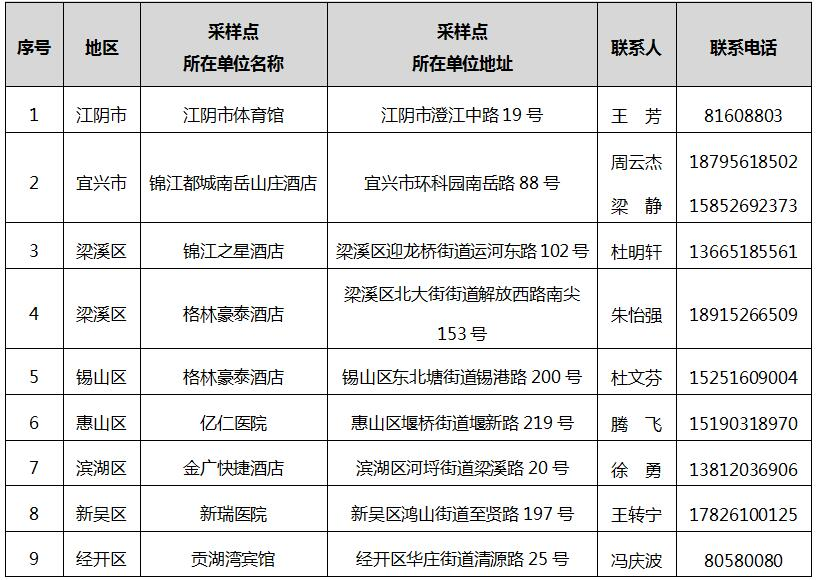 序号 地区 采样点 所在单位名称 采样点 所在单位地址 联系人 联系电话
1 江阴市 江阴市体育馆 江阴市澄江中路19号 王 芳 81608803
2 宜兴市 锦江都城南岳山庄酒店 宜兴市环科园南岳路88号 周云杰 18795618502
梁 静 15852692373
3 梁溪区 锦江之星酒店 梁溪区迎龙桥街道运河东路102号 杜明轩 13665185561
4 梁溪区 格林豪泰酒店 梁溪区北大街街道解放西路南尖
153号 朱怡强 18915266509
5 锡山区 格林豪泰酒店 锡山区东北塘街道锡港路200号 杜文芬 15251609004
6 惠山区 亿仁医院 惠山区堰桥街道堰新路219号 腾 飞 15190318970
7 滨湖区 金广快捷酒店 滨湖区河埒街道梁溪路20号 徐 勇 13812036906
8 新吴区 新瑞医院 新吴区鸿山街道至贤路197号 王转宁 17826100125
9 经开区 贡湖湾宾馆 经开区华庄街道清源路25号 冯庆波 80580080